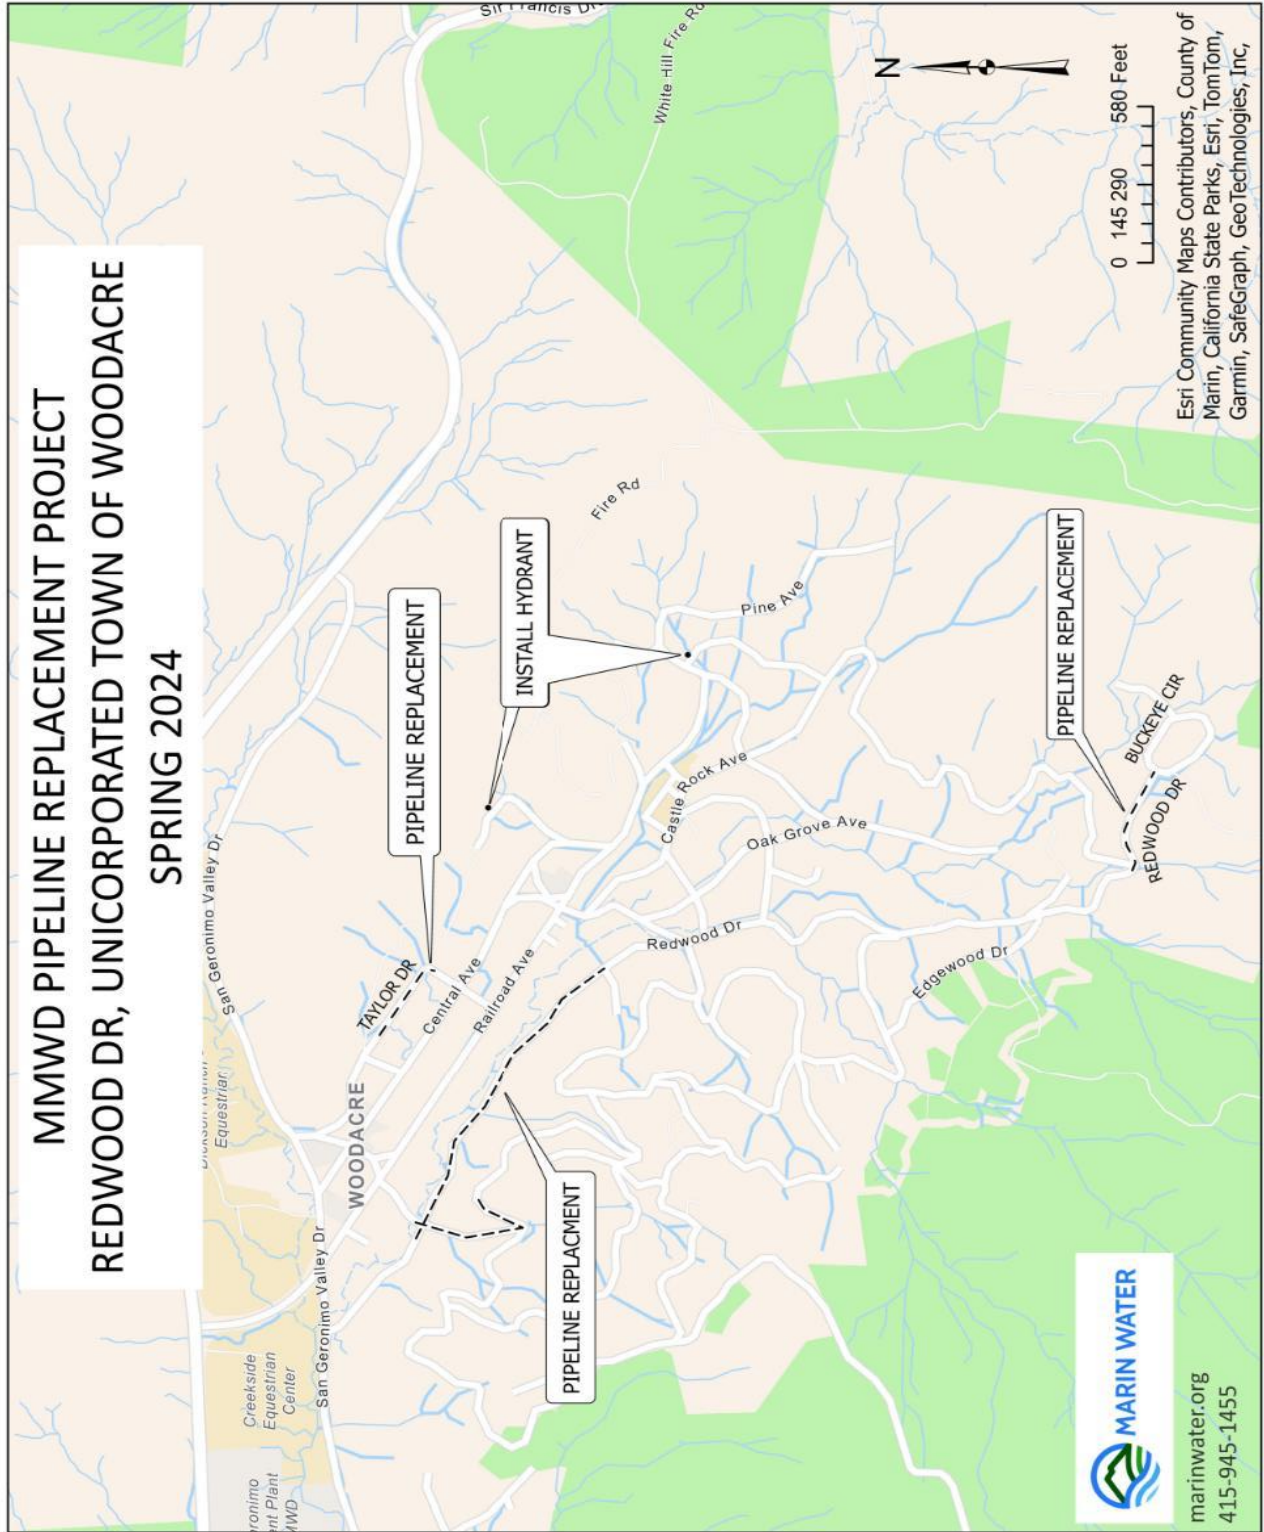 MMWD PIPELINE REPLACEMENT PROJECT
REDWOOD DR, UNICORPORATED TOWN OF WOODACRE
SPRING 2024
Sir Francis Dr
White Hill Fire Rd
San Geronimo Valley Dr
Equestrian
Creekside
Equestrian
Center
San Geronimo Valley Dr
WOODACRE
TAYLOR DR
PIPELINE REPLACEMENT
INSTALL HYDRANT
Fire Rd
Central Ave
Railroad Ave
Pine Ave
Castle Rock Ave
Oak Grove Ave
Redwood Dr
Edgewood Dr
PIPELINE REPLACMENT
PIPELINE REPLACEMENT
BUCKEYE CIR
REDWOOD DR
N
0 145 290 580 Feet
Esri Community Maps Contributors, County of
Marin, California State Parks, Esri, TomTom,
Garmin, SafeGraph, GeoTechnologies, Inc,
MARIN WATER
marinwater.org
415-945-1455